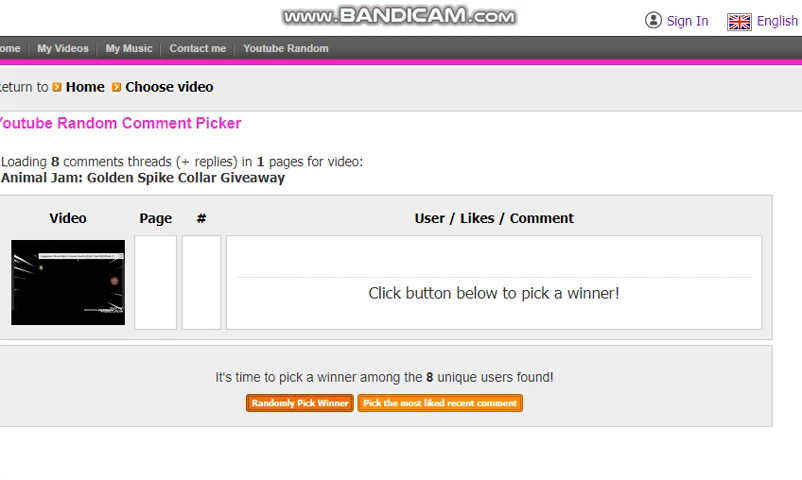 WWW.BANDICAM.COM
Sign In
English
ome My Videos My Music Contact me Youtube Random
eturn to Home Choose video
Youtube Random Comment Picker
Loading 8 comments threads (+ replies) in 1 pages for video:
Animal Jam: Golden Spike Collar Giveaway
Video Page # User / Likes / Comment
Click button below to pick a winner!
It's time to pick a winner among the 8 unique users found!
Randomly Pick Winner Pick the most liked recent comment